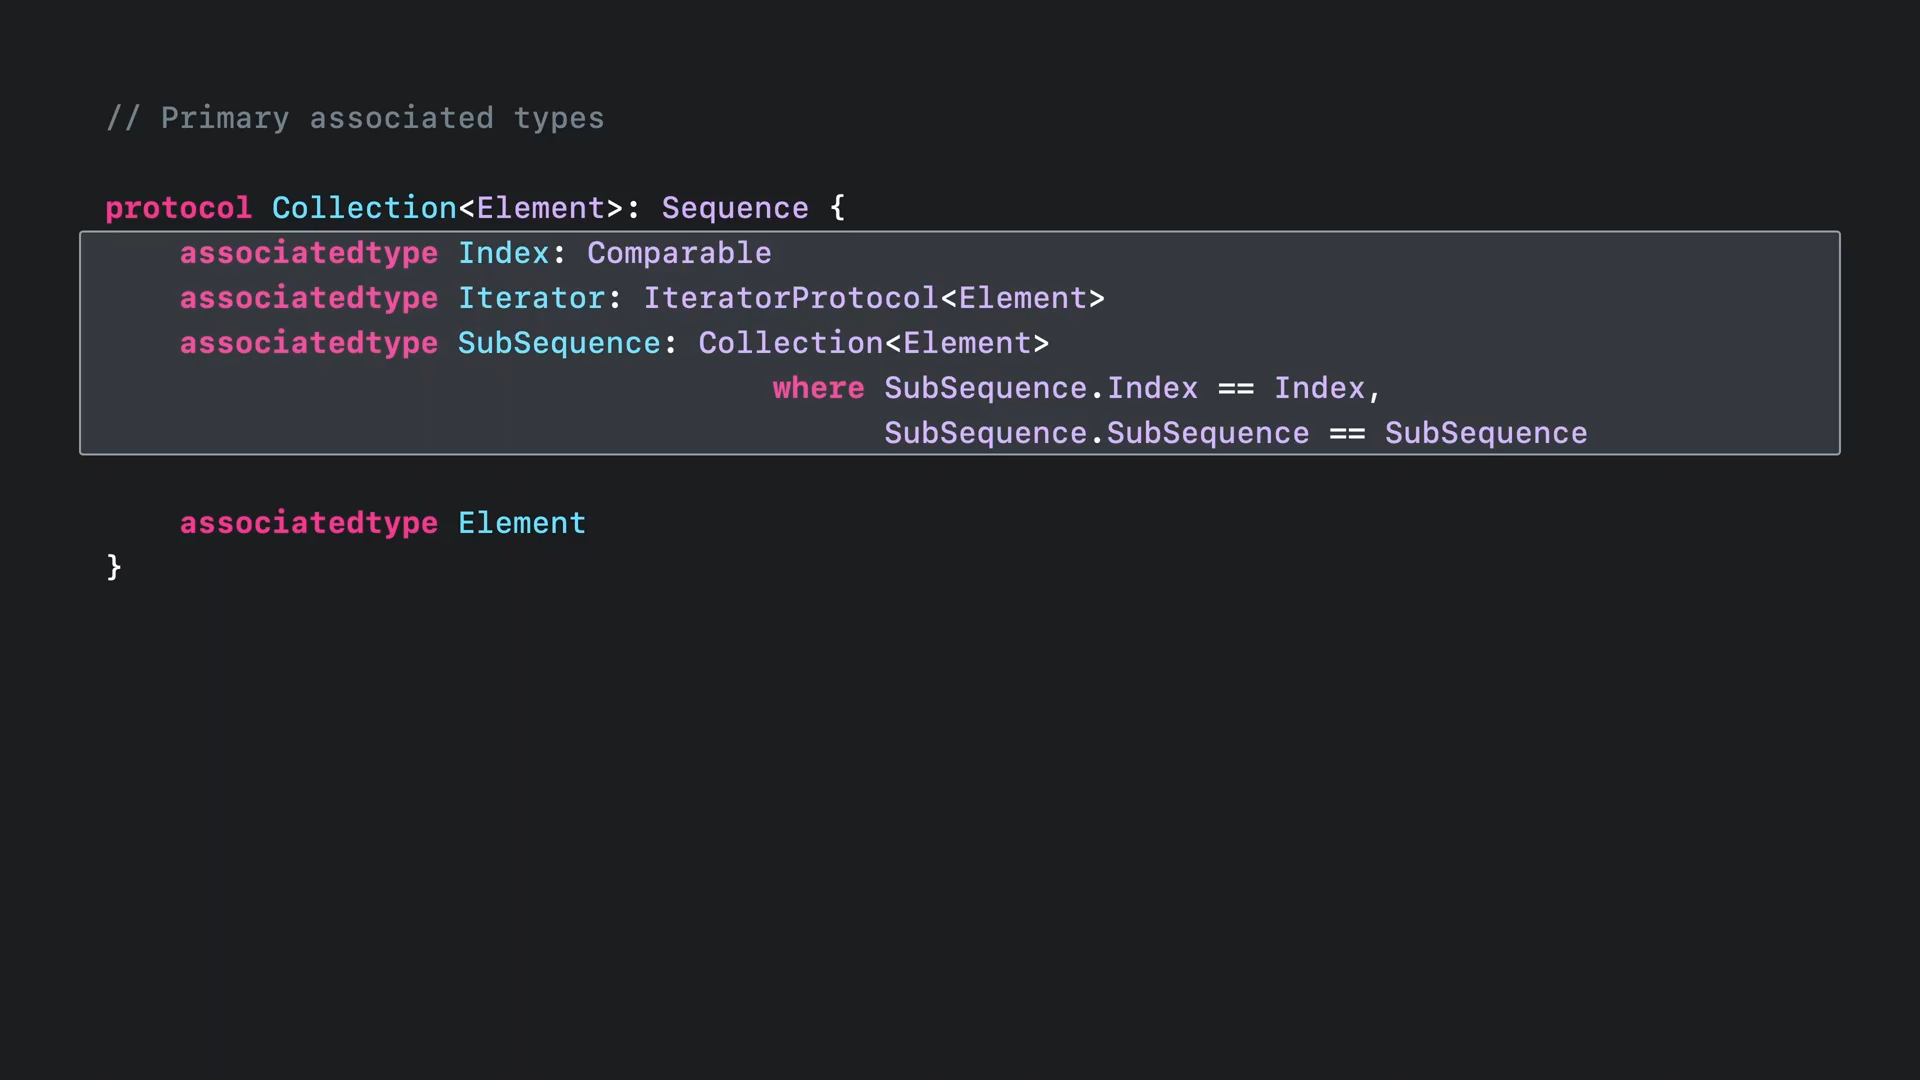 // Primary associated types
protocol Collection<Element>: Sequence {
associatedtype Index: Comparable
associatedtype Iterator: IteratorProtocol<Element>
associatedtype SubSequence: Collection<Element>
where SubSequence.Index == Index,
SubSequence.SubSequence == SubSequence
associatedtype Element
}